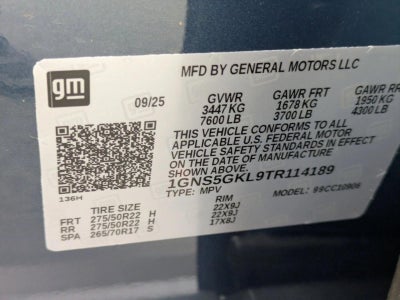 gm
MFD BY GENERAL MOTORS LLC
09/25 GVWR GAWR FRT GAWR RR
3447 KG 1678 KG 1950 KG
7600 LB 3700 LB 4300 LB
THIS VEHICLE CONFORMS TO ALL
APPLICABLE U.S. FEDERAL MOTOR
VEHICLE SAFETY STANDARDS IN EFFECT
ON THE DATE OF MANUFACTURE
SHOWN ABOVE.
1GNS5GKL9TR114189
136H TYPE: MPV MODEL: 99CC10906
TIRE SIZE RIM
FRT 275/50R22 H 22X9J
RR 275/50R22 H 22X9J
SPA 265/70R17 S 17X8J